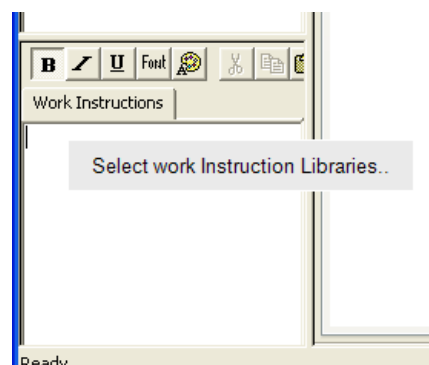 B I U Font A
Work Instructions
Select work Instruction Libraries..
Ready